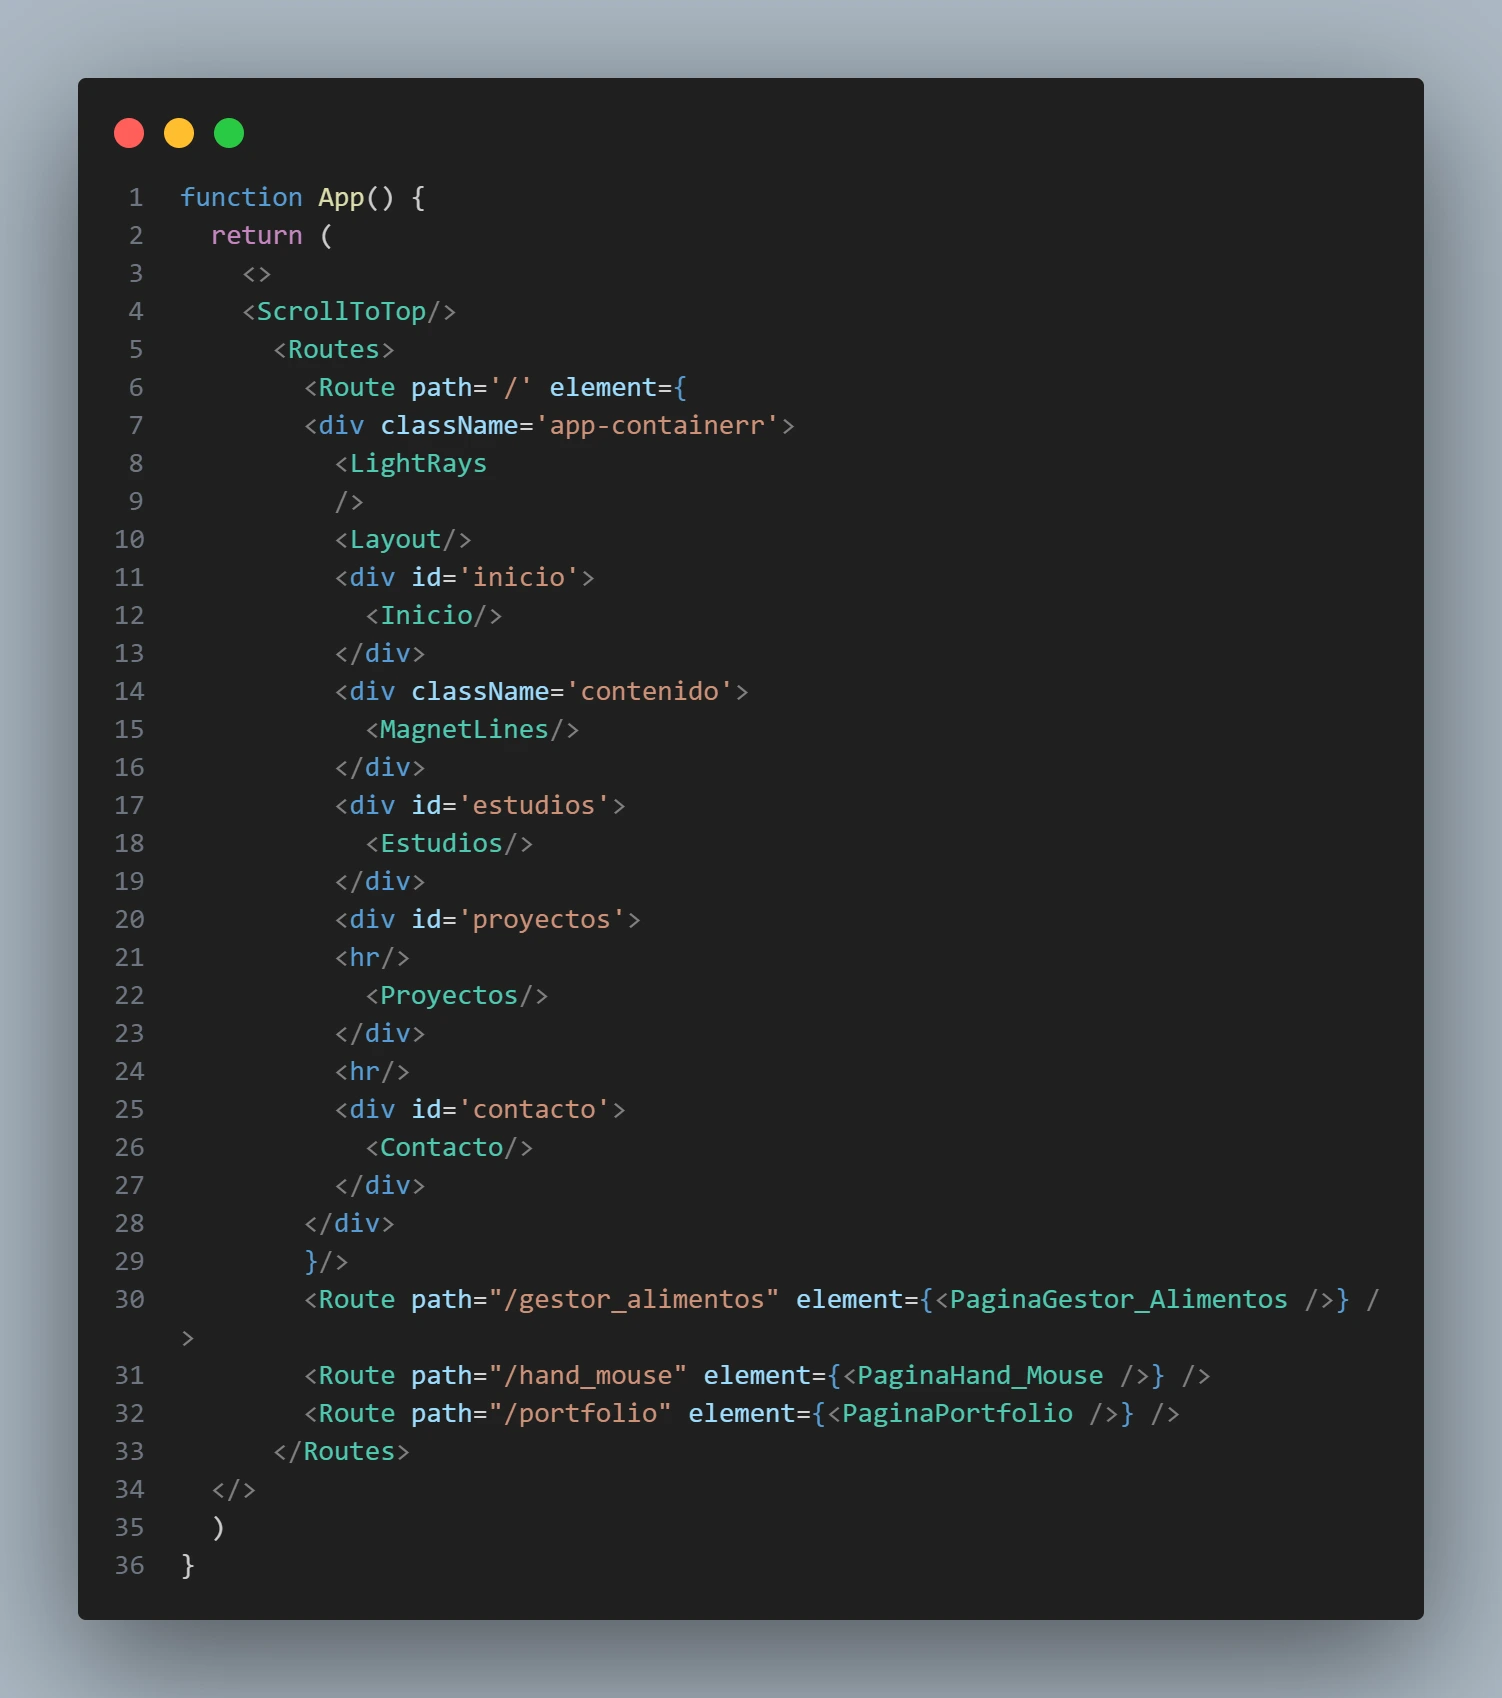 1 function App() {
2   return (
3     <>
4     <ScrollToTop/>
5       <Routes>
6         <Route path='/' element={
7         <div className='app-containerr'>
8           <LightRays
9           />
10           <Layout/>
11           <div id='inicio'>
12             <Inicio/>
13           </div>
14           <div className='contenido'>
15             <MagnetLines/>
16           </div>
17           <div id='estudios'>
18             <Estudios/>
19           </div>
20           <div id='proyectos'>
21           <hr/>
22             <Proyectos/>
23           </div>
24           <hr/>
25           <div id='contacto'>
26             <Contacto/>
27           </div>
28         </div>
29         }/>
30         <Route path="/gestor_alimentos" element={<PaginaGestor_Alimentos />} /
>
31         <Route path="/hand_mouse" element={<PaginaHand_Mouse />} />
32         <Route path="/portfolio" element={<PaginaPortfolio />} />
33       </Routes>
34   </>
35   )
36 }